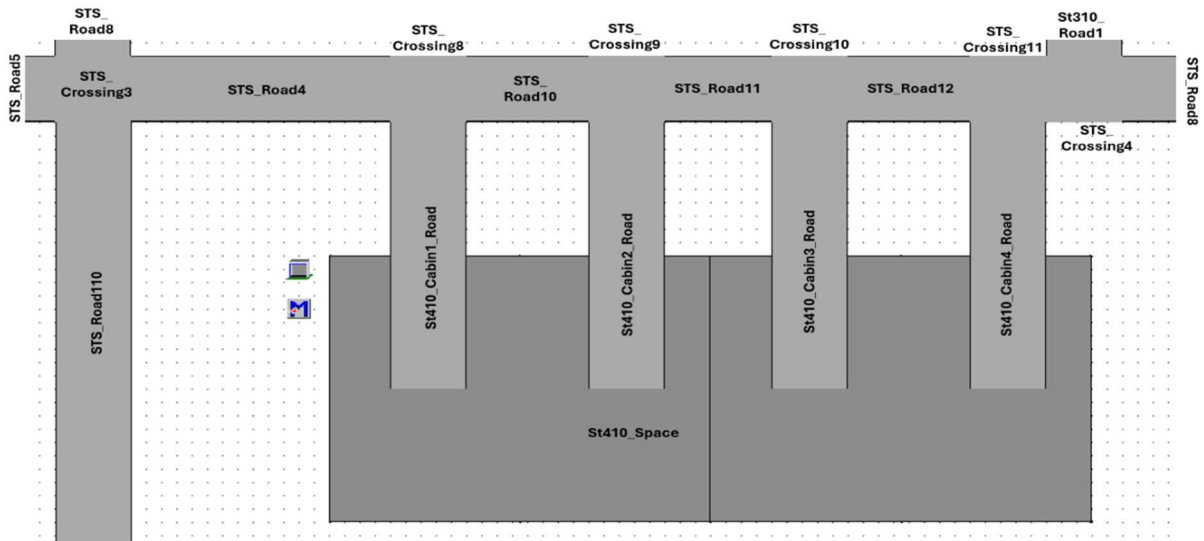 STS_
Road8
STS_
Crossing8
STS_
Crossing9
STS_
Crossing10
STS_
Crossing11
St310_
Road1
STS_Road5
STS_
Crossing3
STS_Road4
STS_
Road10
STS_Road11
STS_Road12
STS_Road8
STS_
Crossing4
STS_Road110
St410_Cabin1_Road
St410_Cabin2_Road
St410_Cabin3_Road
St410_Cabin4_Road
M
St410_Space